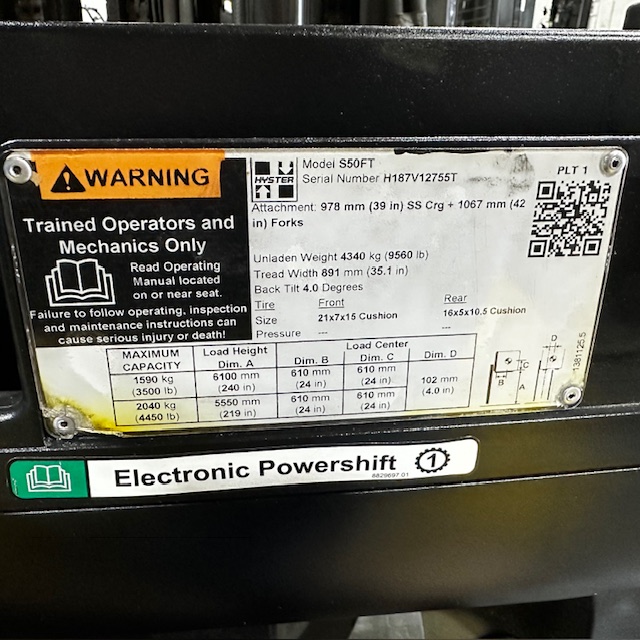 WARNING
Trained Operators and
Mechanics Only
Read Operating
Manual located
on or near seat.
Failure to follow operating, inspection
and maintenance instructions can
cause serious injury or death!
HYSTER
Model S50FT
Serial Number H187V12755T
PLT 1
Attachment: 978 mm (39 in) SS Crg + 1067 mm (42
in) Forks
Unladen Weight 4340 kg (9560 lb)
Tread Width 891 mm (35.1 in)
Back Tilt 4.0 Degrees
Tire Front Rear
Size 21x7x15 Cushion 16x5x10.5 Cushion
Pressure --- ---
MAXIMUM CAPACITY Load Height Dim. A Load Center Dim. B Dim. C Dim. D
1590 kg (3500 lb) 6100 mm (240 in) 610 mm (24 in) 610 mm (24 in) 102 mm (4.0 in)
2040 kg (4450 lb) 5550 mm (219 in) 610 mm (24 in) 610 mm (24 in)
D
C
B
A
1381125.5
Electronic Powershift 1
8829697 01